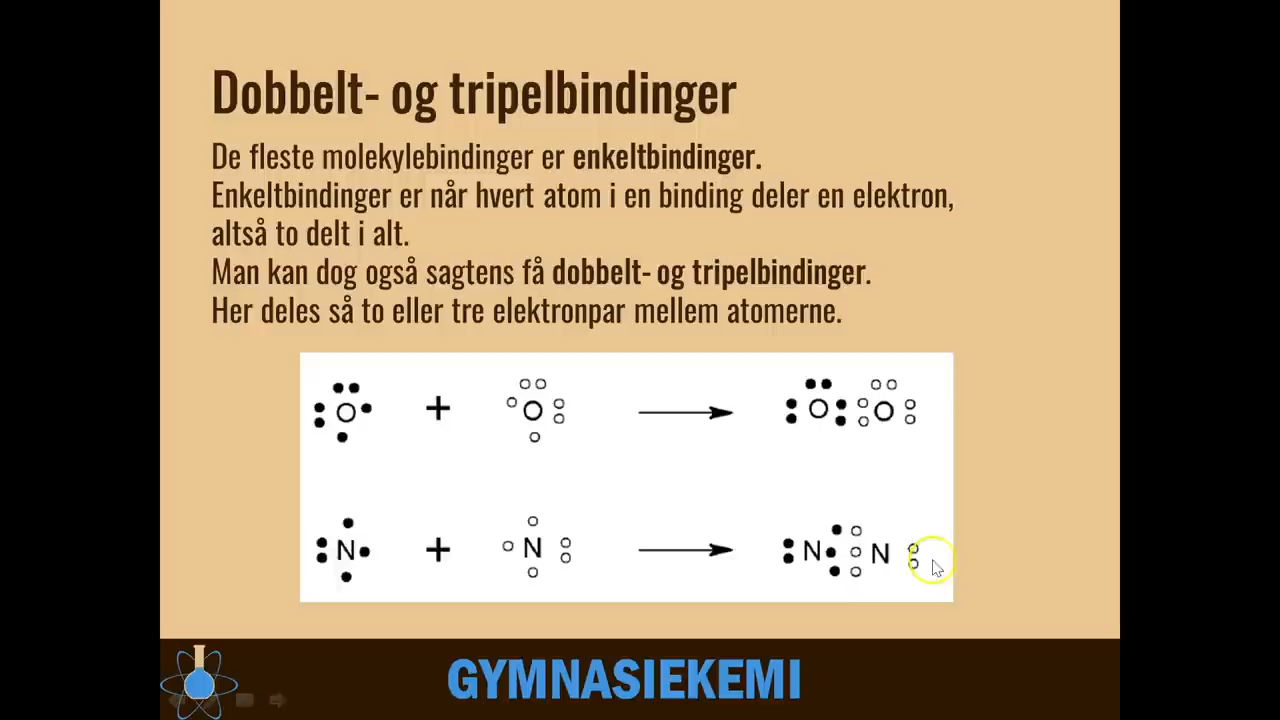 Dobbelt- og tripelbindinger
De fleste molekylebindinger er enkeltbindinger.
Enkeltbindinger er når hvert atom i en binding deler en elektron,
altså to delt i alt.
Man kan dog også sagtens få dobbelt- og tripelbindinger.
Her deles så to eller tre elektronpar mellem atomerne.
O + O O O
N + N N N
GYMNASIEKEMI